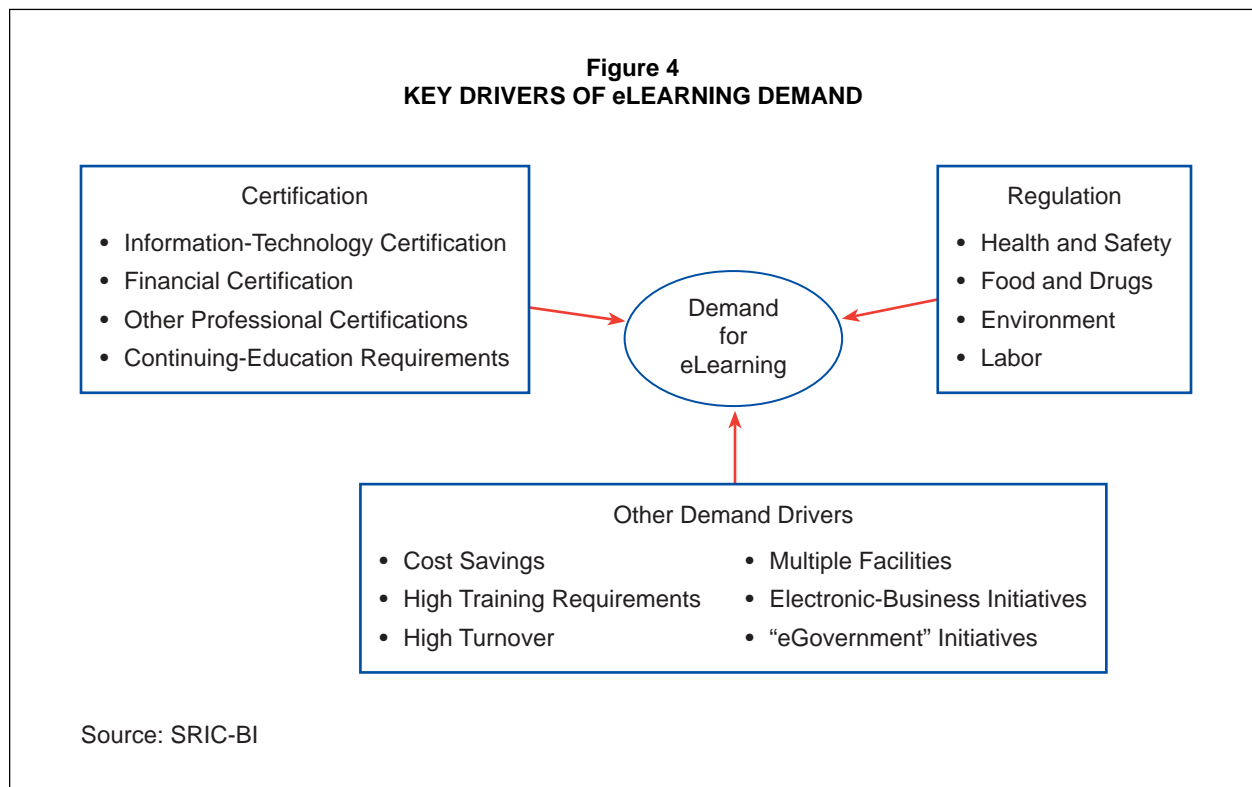 Figure 4
KEY DRIVERS OF eLEARNING DEMAND
Certification
• Information-Technology Certification
• Financial Certification
• Other Professional Certifications
• Continuing-Education Requirements
Demand
for
eLearning
Regulation
• Health and Safety
• Food and Drugs
• Environment
• Labor
Other Demand Drivers
• Cost Savings
• High Training Requirements
• High Turnover
• Multiple Facilities
• Electronic-Business Initiatives
• “eGovernment” Initiatives
Source: SRIC-BI